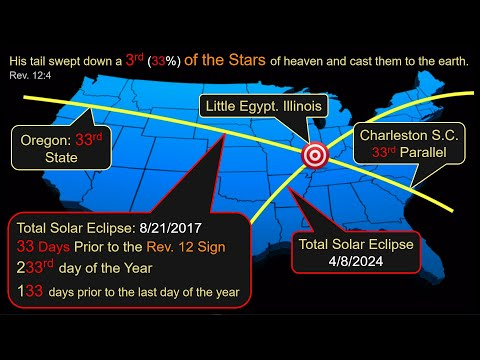 His tail swept down a 3rd (33%) of the Stars of heaven and cast them to the earth.
Rev. 12:4
Little Egypt. Illinois
Oregon: 33rd
State
Charleston S.C.
33rd Parallel
Total Solar Eclipse: 8/21/2017
33 Days Prior to the Rev. 12 Sign
233rd day of the Year
133 days prior to the last day of the year
Total Solar Eclipse
4/8/2024